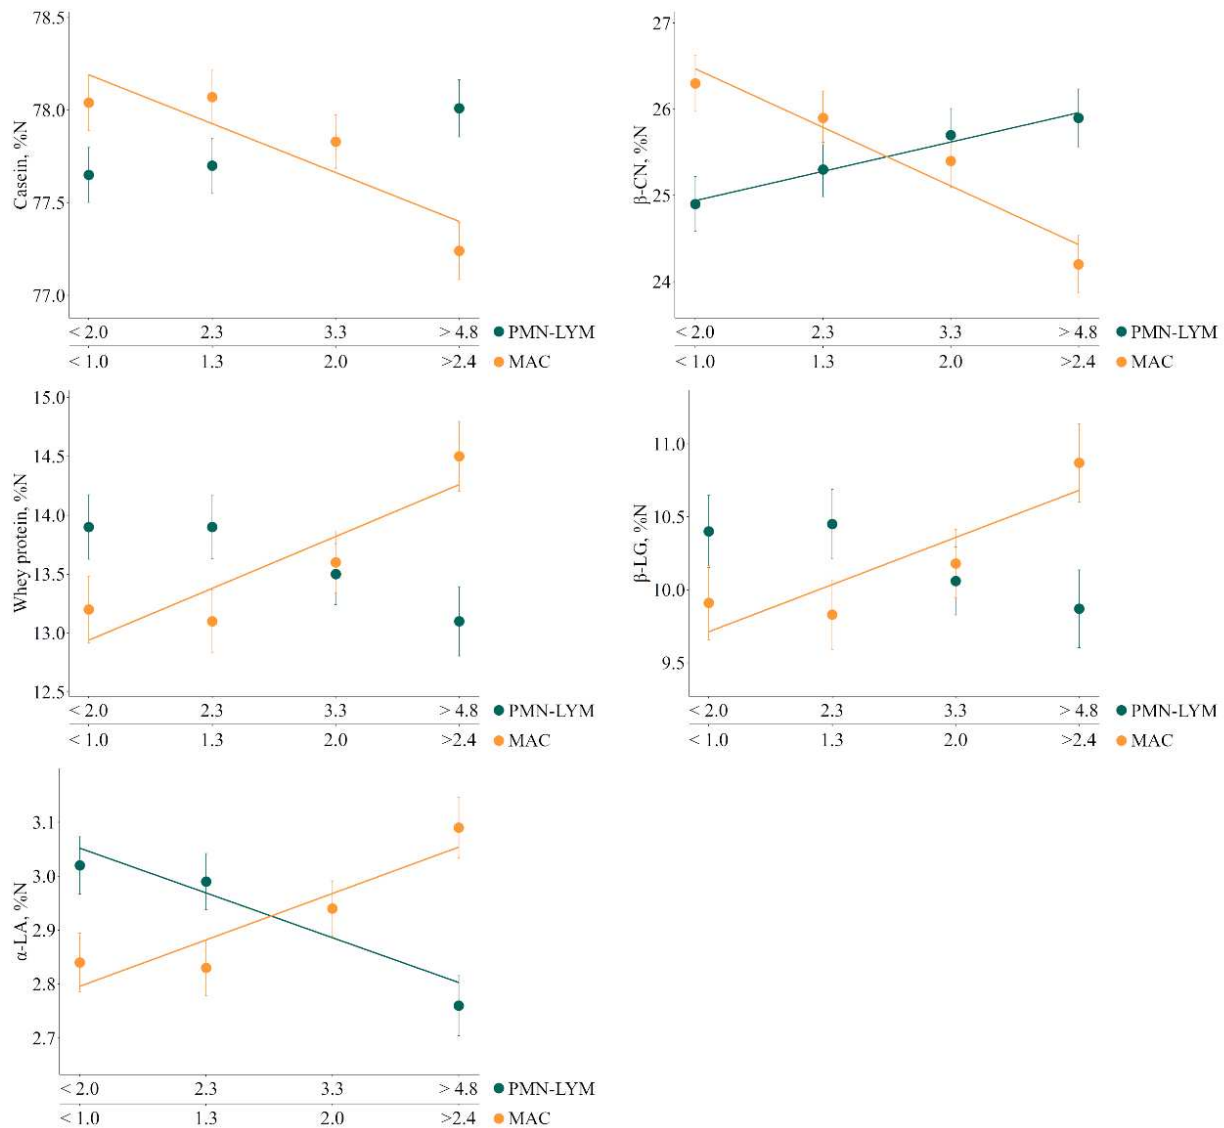 78.5
78.0
77.5
77.0
Casein, %N
< 2.0 2.3 3.3 > 4.8 PMN-LYM
< 1.0 1.3 2.0 >2.4 MAC
27
26
25
24
β-CN, %N
< 2.0 2.3 3.3 > 4.8 PMN-LYM
< 1.0 1.3 2.0 >2.4 MAC
15.0
14.5
14.0
13.5
13.0
12.5
Whey protein, %N
< 2.0 2.3 3.3 > 4.8 PMN-LYM
< 1.0 1.3 2.0 >2.4 MAC
11.0
10.5
10.0
9.5
β-LG, %N
< 2.0 2.3 3.3 > 4.8 PMN-LYM
< 1.0 1.3 2.0 >2.4 MAC
3.1
3.0
2.9
2.8
2.7
α-LA, %N
< 2.0 2.3 3.3 > 4.8 PMN-LYM
< 1.0 1.3 2.0 >2.4 MAC